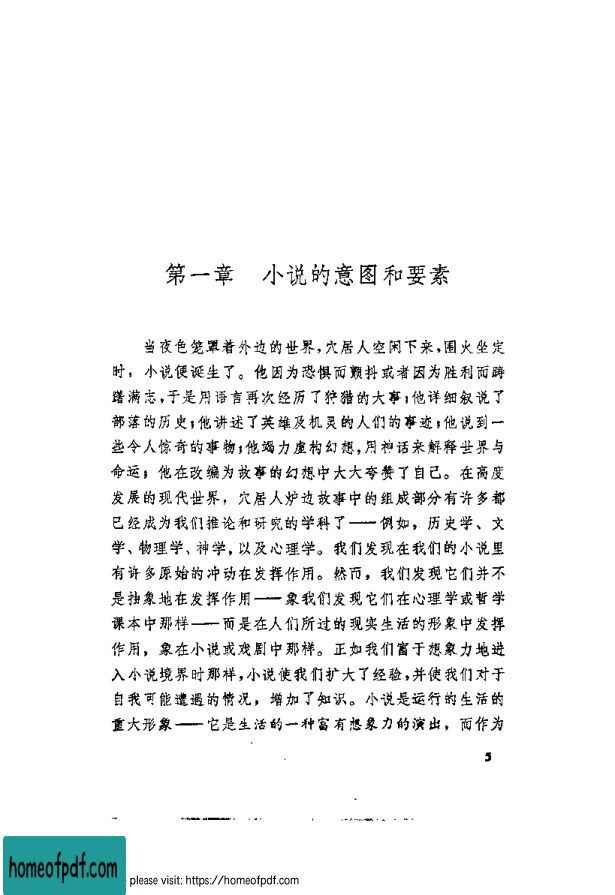 第一章 小说的意图和要素
当夜色笼罩着外边的世界，穴居人空闲下来，围火坐定
时，小说便诞生了。他因为恐惧而颤抖或者因为胜利而踌
躇满志，于是用语言再次经历了狩猎的大事；他详细叙说了
部落的历史；他讲述了英雄及机灵的人们的事迹；他说到一
些令人惊奇的事物；他竭力虚构幻想，用神话来解释世界与
命运；他在改编为故事的幻想中大大夸赞了自己。在高度
发展的现代世界，穴居人炉边故事中的组成部分有许多都
已经成为我们推论和研究的学科了——例如，历史学、文
学、物理学、神学，以及心理学。我们发现在我们的小说里
有许多原始的冲动在发挥作用。然而，我们发现它们并不
是抽象地在发挥作用——象我们发现它们在心理学或哲学
课本中那样——而是在人们所过的现实生活的形象中发挥
作用，象在小说或戏剧中那样。正如我们富于想象力地进
入小说境界时那样，小说使我们扩大了经验，并使我们对于
自我可能遭遇的情况，增加了知识。小说是运行的生活的
重大形象——它是生活的一种富有想象力的演出，而作为
5
homeofpdf.com
please visit: https://homeofpdf.com